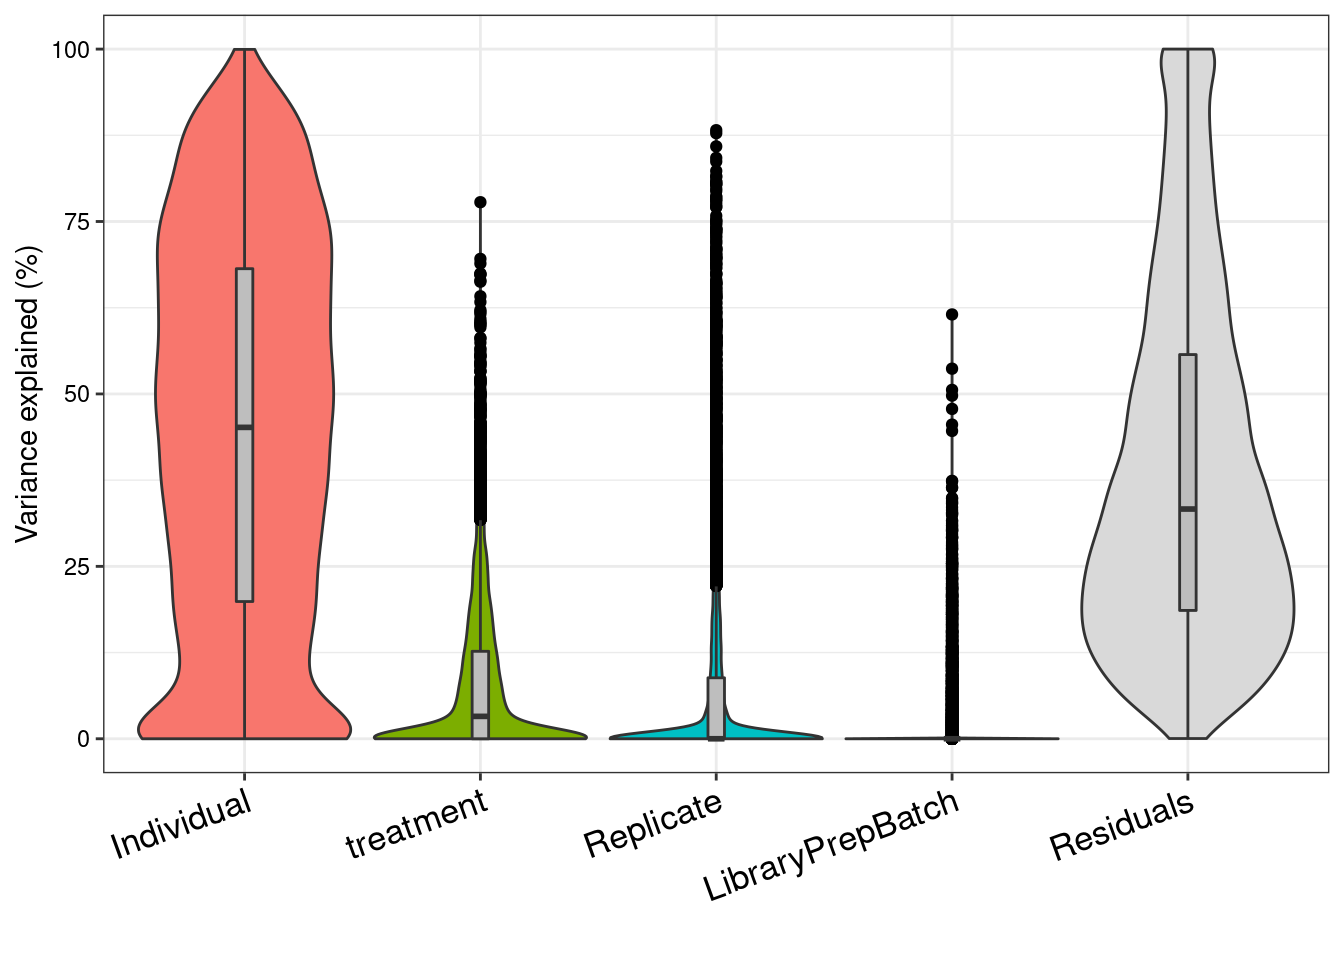 Variance explained (%)
100
75
50
25
0
Individual
treatment
Replicate
LibraryPrepBatch
Residuals